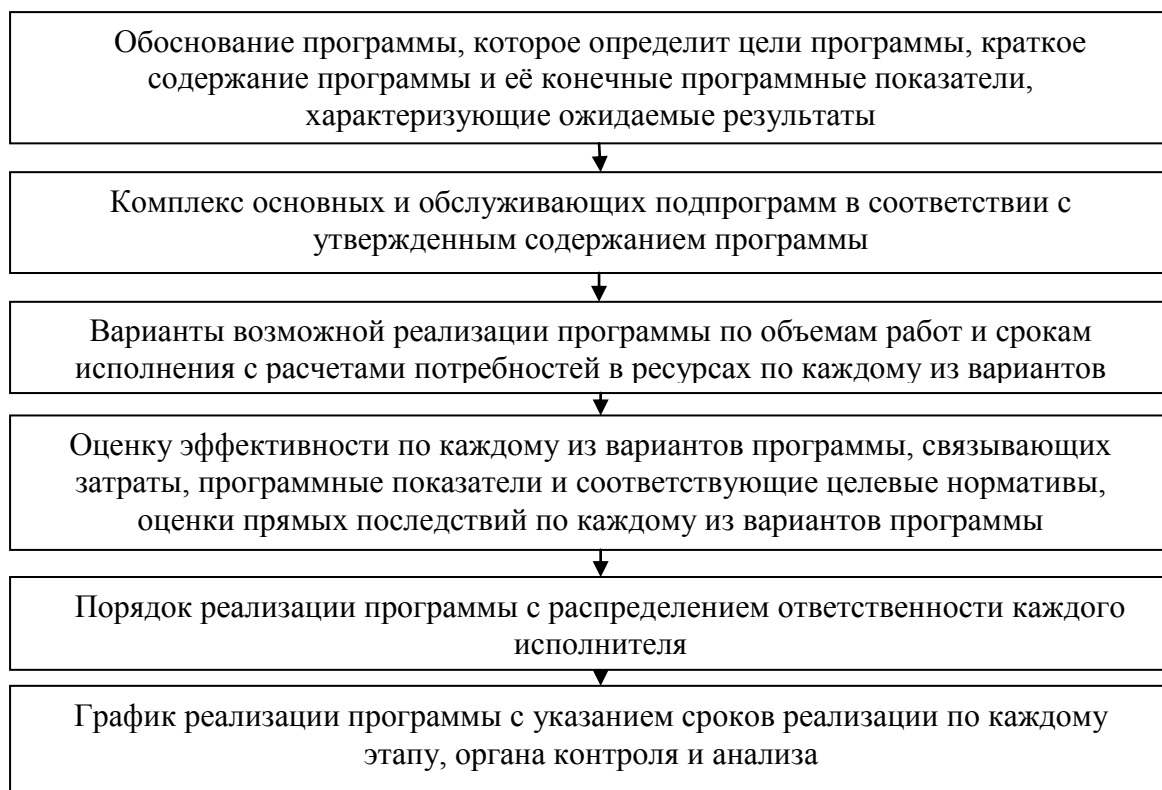 Обоснование программы, которое определит цели программы, краткое
содержание программы и её конечные программные показатели,
характеризующие ожидаемые результаты
Комплекс основных и обслуживающих подпрограмм в соответствии с
утвержденным содержанием программы
Варианты возможной реализации программы по объемам работ и срокам
исполнения с расчетами потребностей в ресурсах по каждому из вариантов
Оценку эффективности по каждому из вариантов программы, связывающих
затраты, программные показатели и соответствующие целевые нормативы,
оценки прямых последствий по каждому из вариантов программы
Порядок реализации программы с распределением ответственности каждого
исполнителя
График реализации программы с указанием сроков реализации по каждому
этапу, органа контроля и анализа